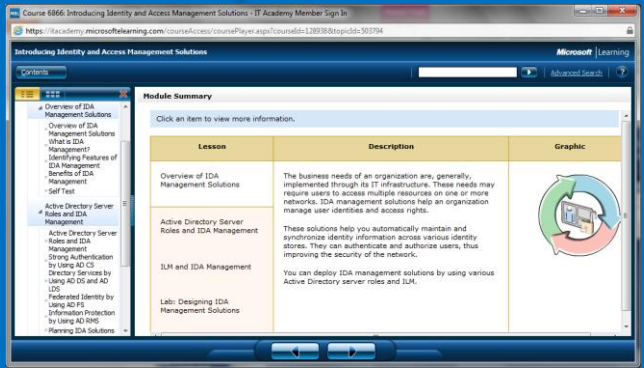 Course 6866: Introducing Identity and Access Management Solutions - IT Academy Member Sign In
https://itacademy.microsoftelearning.com/courseAccess/coursePlayer.aspx?courseId=128938&topicId=503794
Introducing Identity and Access Management Solutions
Microsoft | Learning
Contents
Advanced Search
?
Overview of IDA
Management Solutions
Overview of IDA
Management Solutions
What is IDA
Management?
Identifying Features of
IDA Management
Benefits of IDA
Management
Self Test
Active Directory Server
Roles and IDA
Management
Active Directory Server
Roles and IDA
Management
Strong Authentication
by Using AD CS
Directory Services by
Using AD DS and AD
LDS
Federated Identity by
Using AD FS
Information Protection
by Using AD RMS
Planning IDA Solutions
Module Summary
Click an item to view more information.
Lesson
Description
Graphic
Overview of IDA
Management Solutions
Active Directory Server
Roles and IDA Management
ILM and IDA Management
Lab: Designing IDA
Management Solutions
The business needs of an organization are, generally,
implemented through its IT infrastructure. These needs may
require users to access multiple resources on one or more
networks. IDA management solutions help an organization
manage user identities and access rights.
These solutions help you automatically maintain and
synchronize identity information across various identity
stores. They can authenticate and authorize users, thus
improving the security of the network.
You can deploy IDA management solutions by using various
Active Directory server roles and ILM.